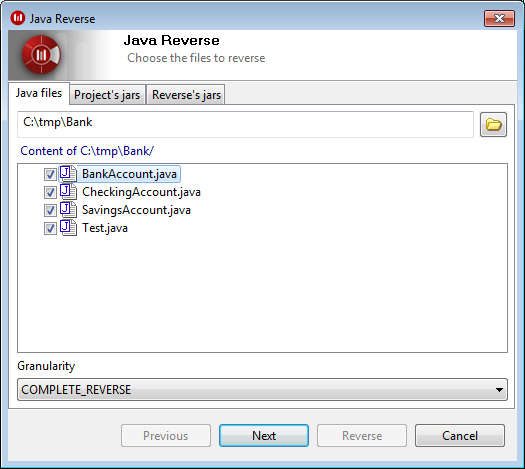 Java Reverse
Java Reverse
Choose the files to reverse
Java files Project's jars Reverse's jars
C:\tmp\Bank
Content of C:\tmp\Bank/
BankAccount.java
CheckingAccount.java
SavingsAccount.java
Test.java
Granularity
COMPLETE_REVERSE
Previous Next Reverse Cancel